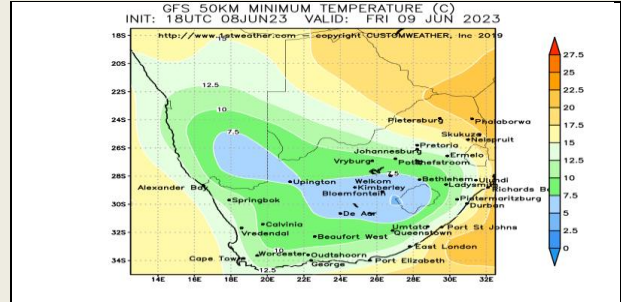 GFS 50KM MINIMUM TEMPERATURE (C)
INIT: 18UTC 08JUN23 VALID: FRI 09 JUN 2023
http://www.1stweather.com — copyright CUSTOMWEATHER, Inc 2019
18S
20S
22S
24S
26S
28S
30S
32S
34S
14E 16E 18E 20E 22E 24E 26E 28E 30E 32E
15
12.5
10
7.5
7.5
10
12.5
Pietersburg
Phalaborwa
Skukuza
Nelspruit
Pretoria
Johannesburg
Ermelo
Vryburg
Potchefstroom
Welkom
Bethlehem
Ulundi
Alexander Bay
Upington
Kimberley
Ladysmith
Bloemfontein
Richards B
Springbok
Pietermaritzburg
Durban
De Aar
Calvinia
Umtata
Port St Johns
Vredendal
Beaufort West
Queenstown
East London
Cape Town
Worcester
Oudtshoorn
George
Port Elizabeth
27.5
25
22.5
20
17.5
15
12.5
10
7.5
5
2.5
0